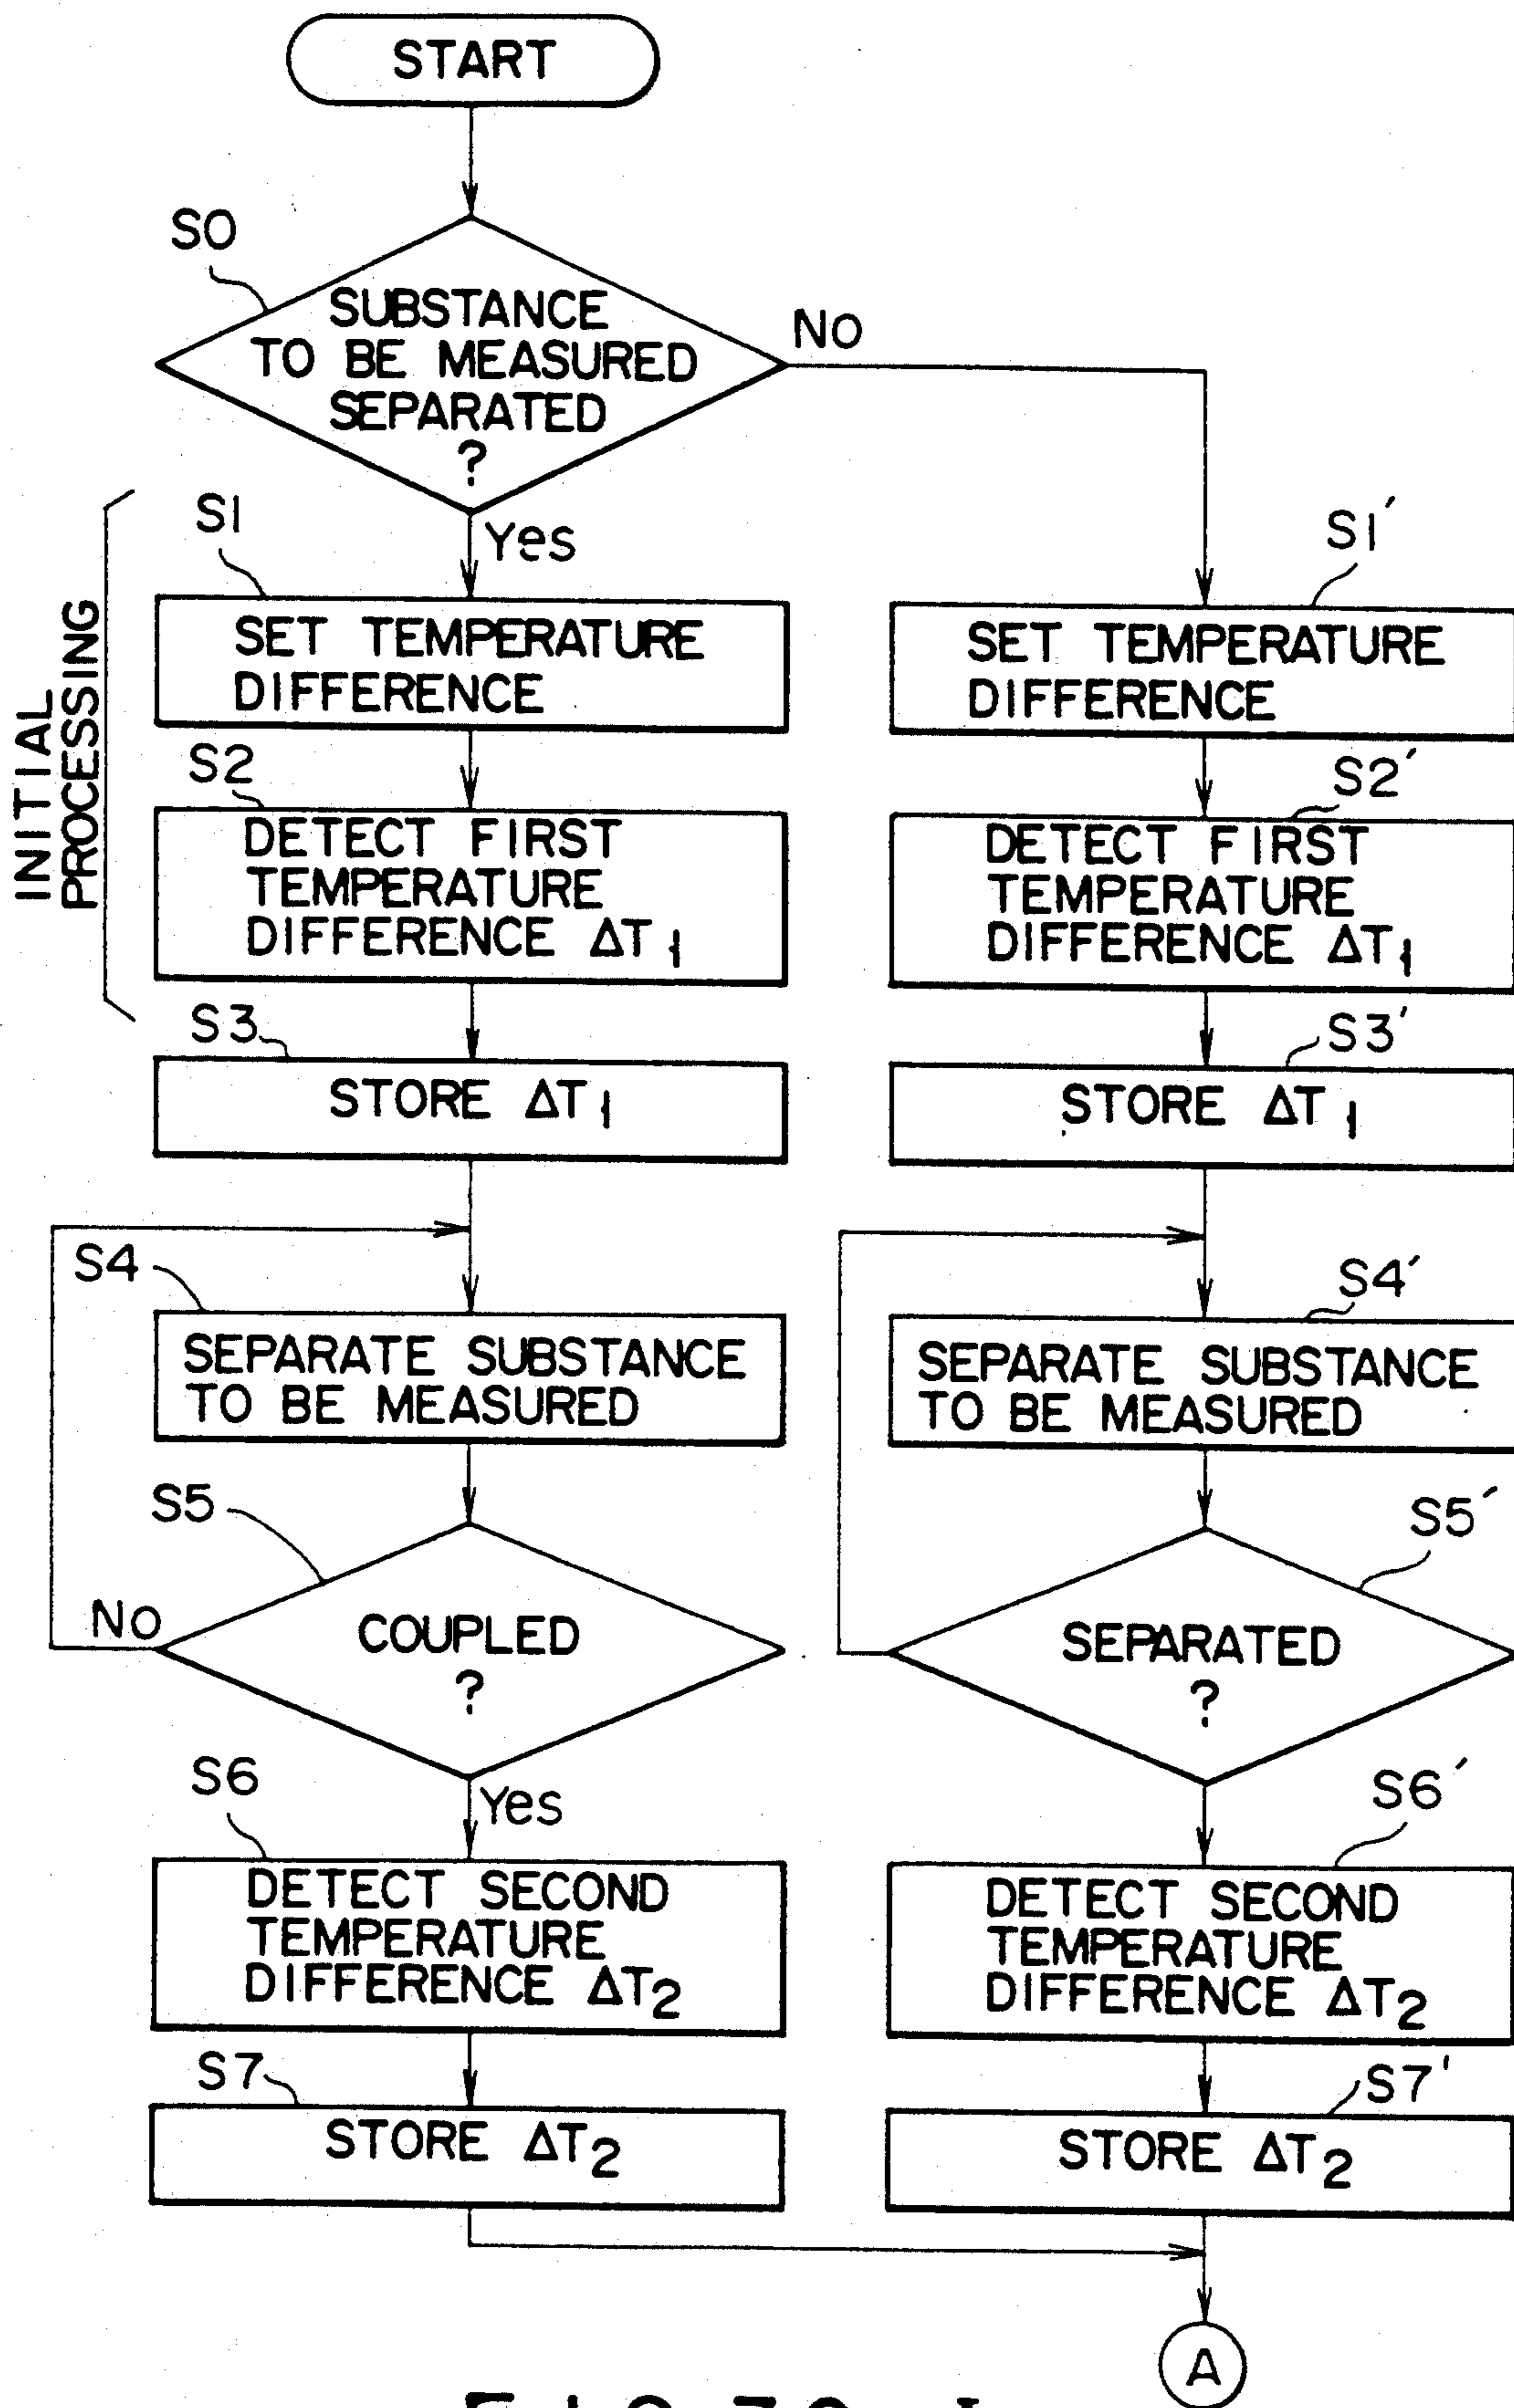 START
S0
SUBSTANCE
TO BE MEASURED
SEPARATED
?
No
Yes
INITIAL
PROCESSING
S1
SET TEMPERATURE
DIFFERENCE
S2
DETECT FIRST
TEMPERATURE
DIFFERENCE ΔT1
S3
STORE ΔT1
S4
SEPARATE SUBSTANCE
TO BE MEASURED
S5
COUPLED
?
No
Yes
S6
DETECT SECOND
TEMPERATURE
DIFFERENCE ΔT2
S7
STORE ΔT2
S1'
SET TEMPERATURE
DIFFERENCE
S2'
DETECT FIRST
TEMPERATURE
DIFFERENCE ΔT1
S3'
STORE ΔT1
S4'
SEPARATE SUBSTANCE
TO BE MEASURED
S5'
SEPARATED
?
S6'
DETECT SECOND
TEMPERATURE
DIFFERENCE ΔT2
S7'
STORE ΔT2
A